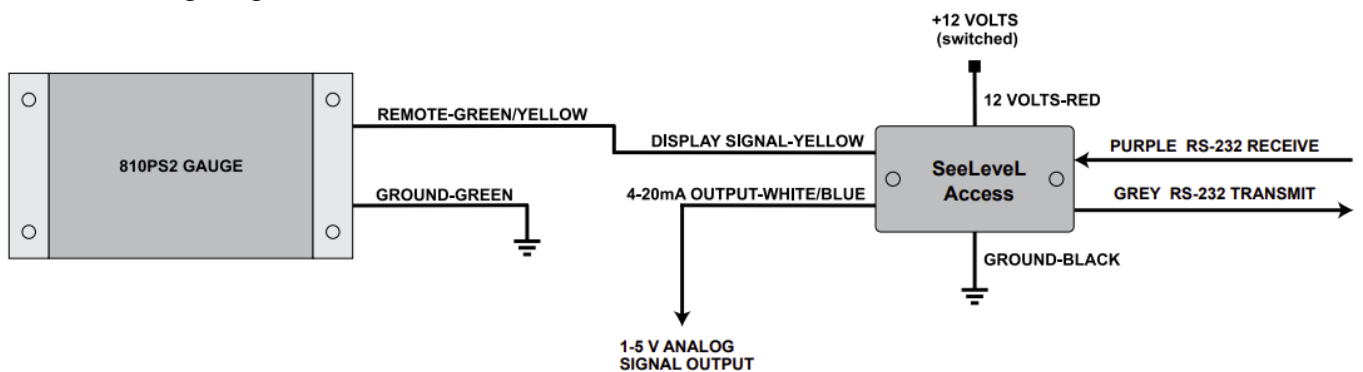 +12 VOLTS
(switched)
12 VOLTS-RED
REMOTE-GREEN/YELLOW
DISPLAY SIGNAL-YELLOW
PURPLE RS-232 RECEIVE
810PS2 GAUGE
SeeLeveL
Access
GROUND-GREEN
4-20mA OUTPUT-WHITE/BLUE
GREY RS-232 TRANSMIT
GROUND-BLACK
1-5 V ANALOG
SIGNAL OUTPUT